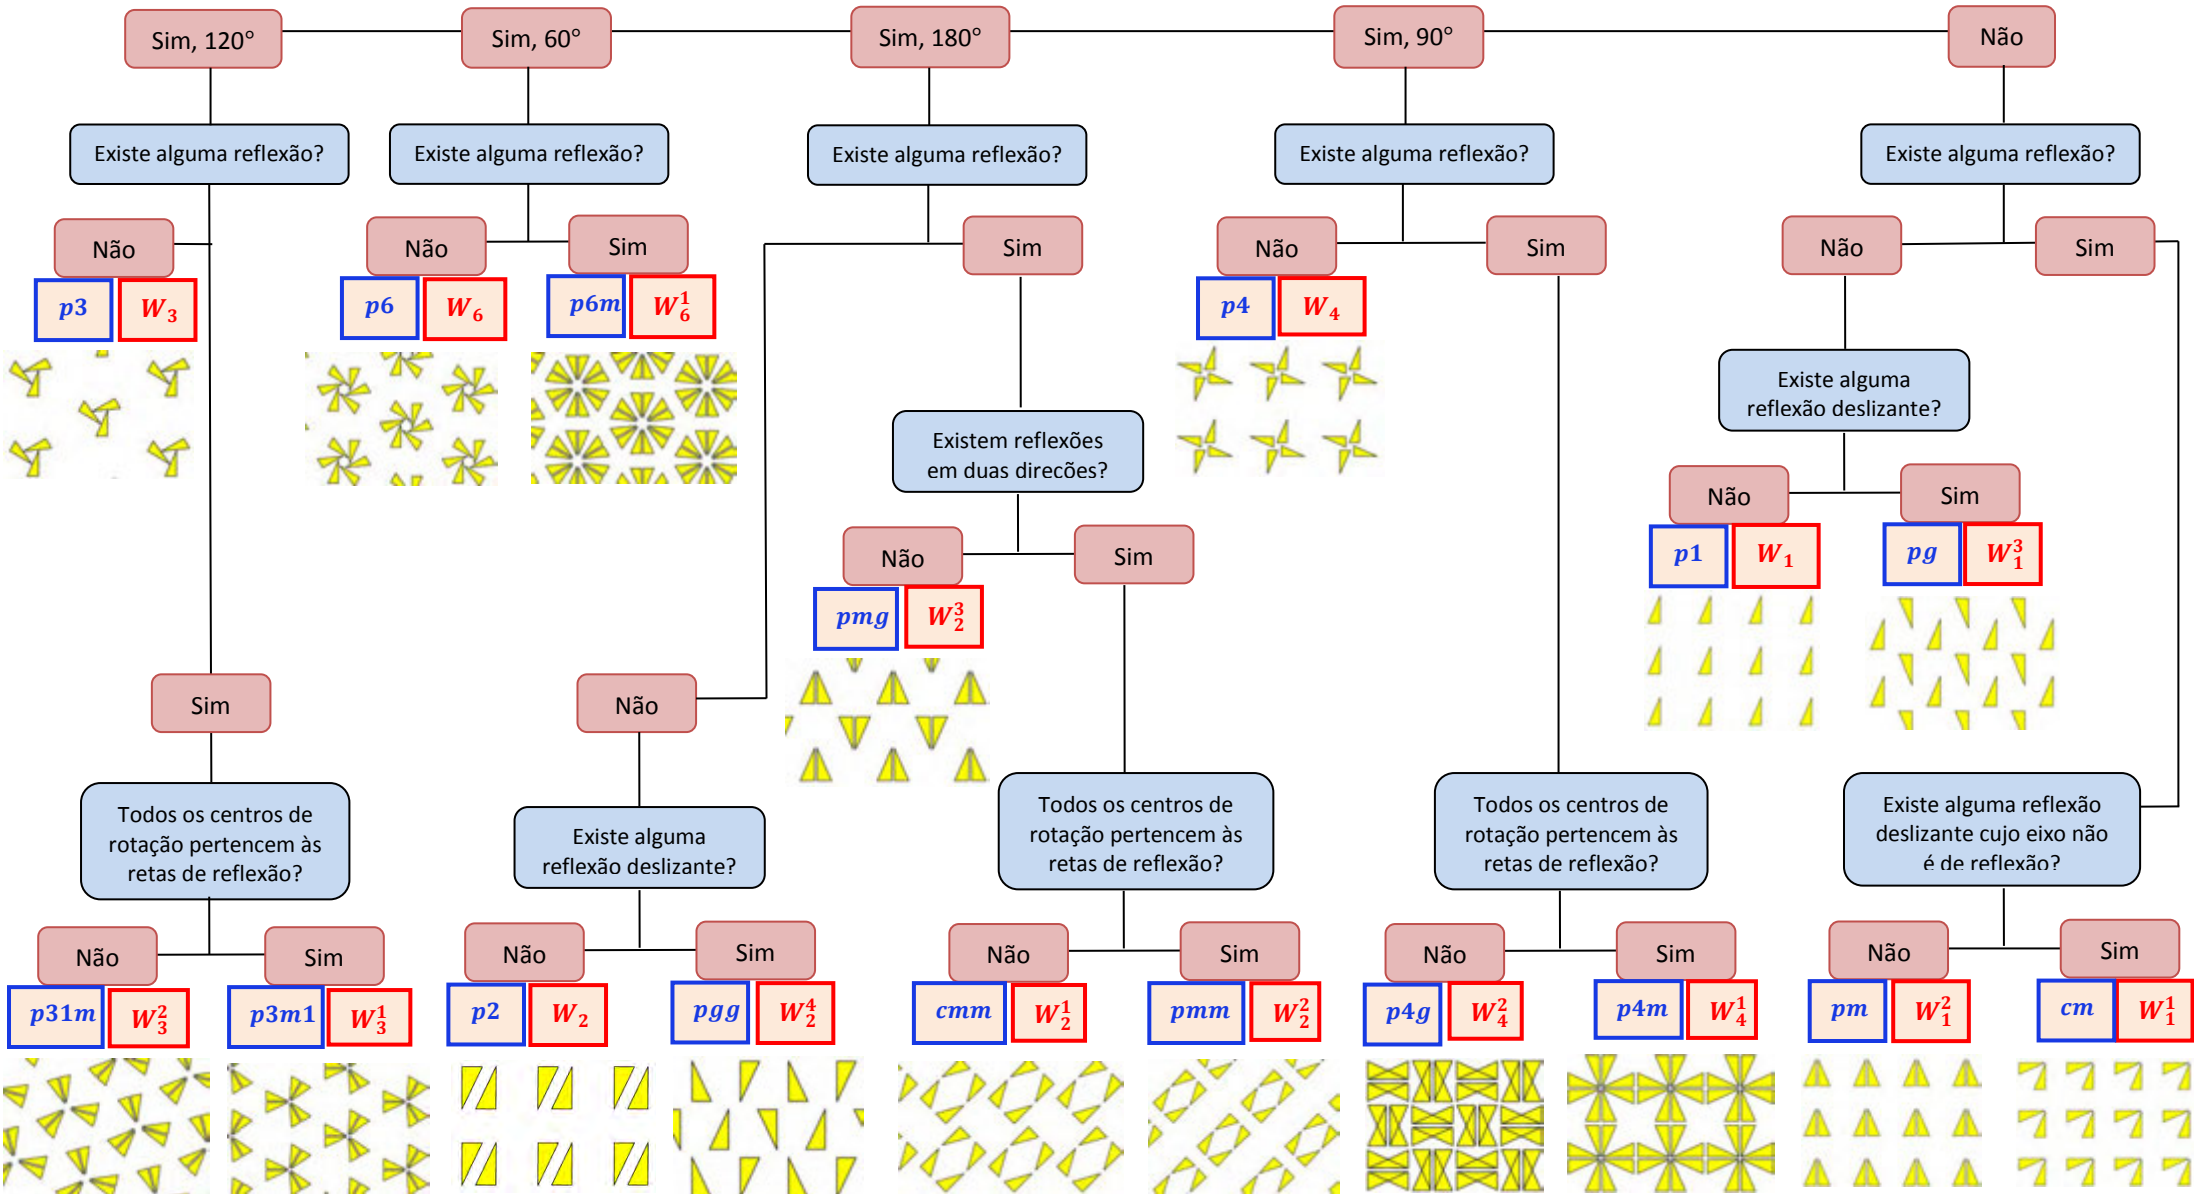 Sim, 120°
Sim, 60°
Sim, 180°
Sim, 90°
Não
Existe alguma reflexão?
Existe alguma reflexão?
Existe alguma reflexão?
Existe alguma reflexão?
Existe alguma reflexão?
Não
Não
Sim
Sim
Não
Sim
Não
Sim
p3 W₃
p6 W₆
p6m W₆¹
p4 W₄
Existe alguma
reflexão deslizante?
Existem reflexões
em duas direcões?
Não
Sim
p1 W₁
pg W₁³
Não
Sim
pmg W₂³
Sim
Não
Todos os centros de
rotação pertencem às
retas de reflexão?
Existe alguma
reflexão deslizante?
Todos os centros de
rotação pertencem às
retas de reflexão?
Todos os centros de
rotação pertencem às
retas de reflexão?
Existe alguma reflexão
deslizante cujo eixo não
é de reflexão?
Não
Sim
Não
Sim
Não
Sim
Não
Sim
Não
Sim
p31m W₃²
p3m1 W₃¹
p2 W₂
pgg W₂⁴
cmm W₂¹
pmm W₂²
p4g W₄²
p4m W₄¹
pm W₁²
cm W₁¹